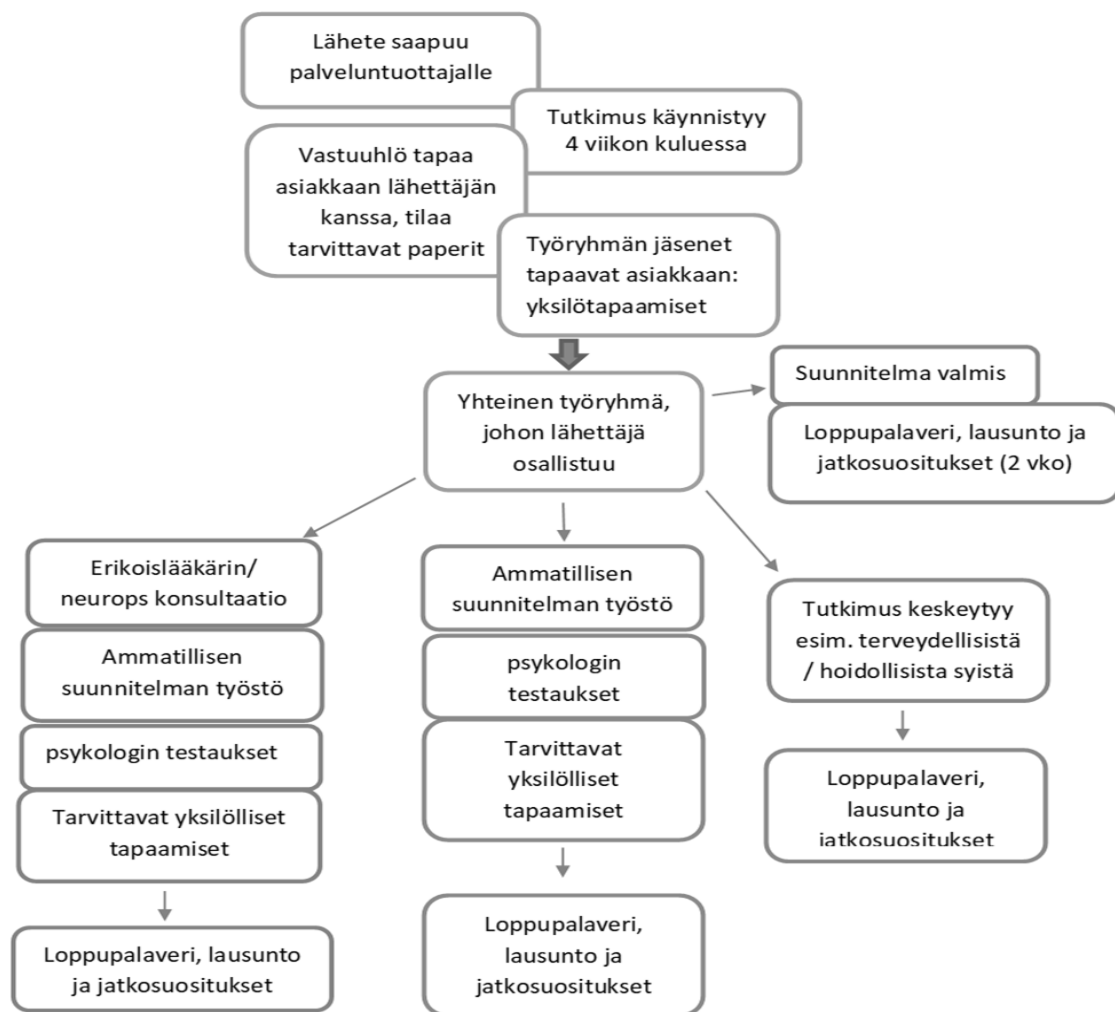 Lähete saapuu
palveluntuottajalle
Tutkimus käynnistyy
4 viikon kuluessa
Vastuuhlö tapaa
asiakkaan lähettäjän
kanssa, tilaa
tarvittavat paperit
Työryhmän jäsenet
tapaavat asiakkaan:
yksilötapaamiset
Yhteinen työryhmä,
johon lähettäjä
osallistuu
Suunnitelma valmis
Loppupalaveri, lausunto ja
jatkosuositukset (2 vko)
Erikoislääkärin/
neurops konsultaatio
Ammatillisen
suunnitelman työstö
psykologin testaukset
Tarvittavat yksilölliset
tapaamiset
Loppupalaveri, lausunto
ja jatkosuositukset
Ammatillisen
suunnitelman työstö
psykologin
testaukset
Tarvittavat
yksilölliset
tapaamiset
Loppupalaveri,
lausunto ja
jatkosuositukset
Tutkimus keskeytyy
esim. terveydellisistä
/ hoidollisista syistä
Loppupalaveri,
lausunto ja
jatkosuositukset